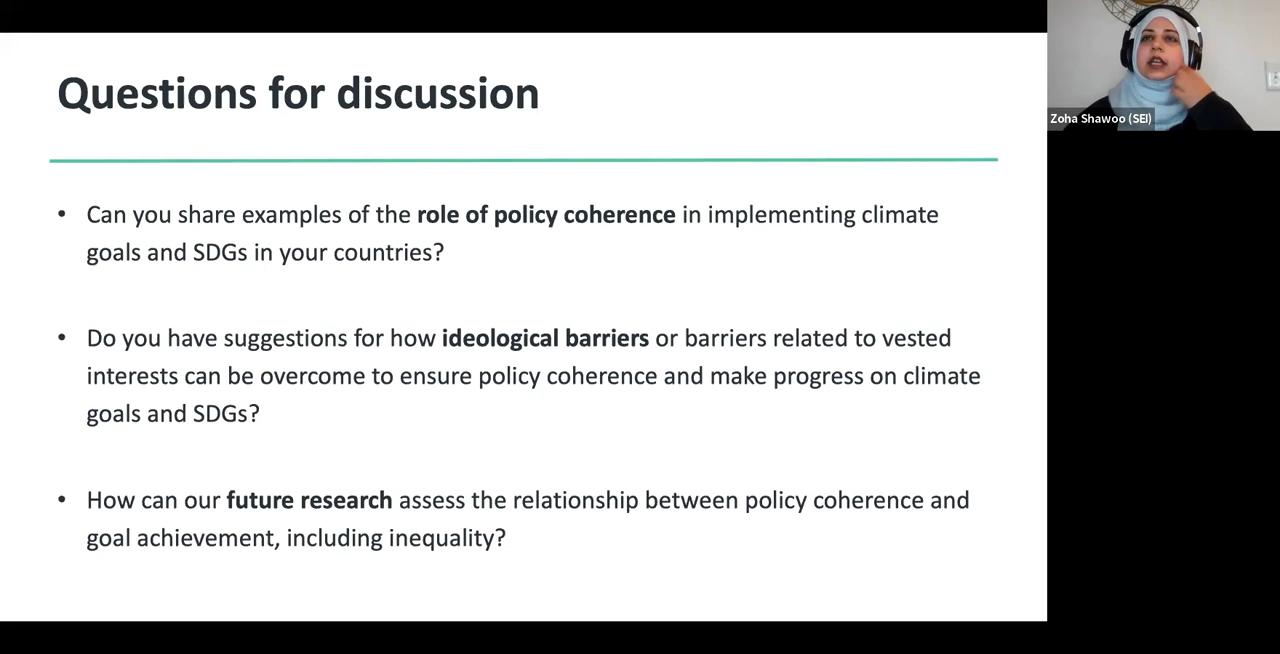 Questions for discussion
Zoha Shawoo (SEI)
• Can you share examples of the role of policy coherence in implementing climate
goals and SDGs in your countries?
• Do you have suggestions for how ideological barriers or barriers related to vested
interests can be overcome to ensure policy coherence and make progress on climate
goals and SDGs?
• How can our future research assess the relationship between policy coherence and
goal achievement, including inequality?